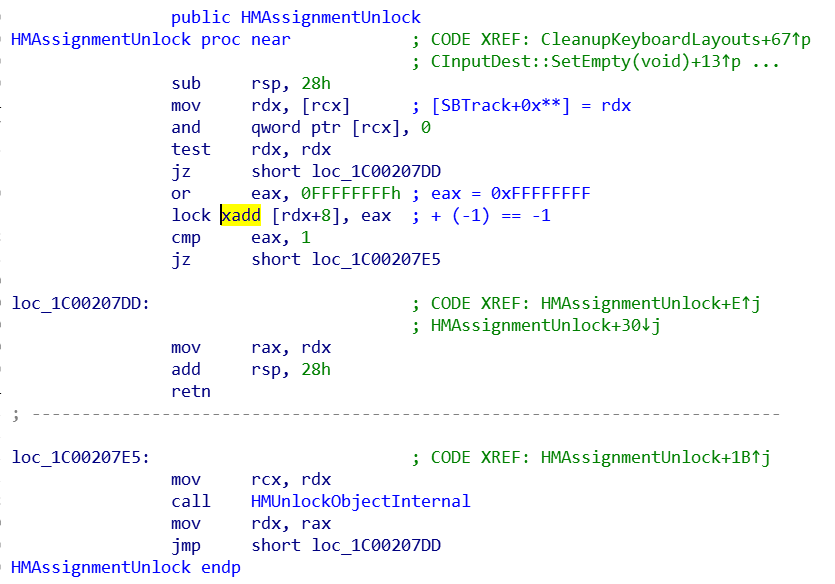 public HMAssignmentUnlock
HMAssignmentUnlock proc near ; CODE XREF: CleanupKeyboardLayouts+67↑p
; CInputDest::SetEmpty(void)+13↑p ...
sub rsp, 28h
mov rdx, [rcx] ; [SBTrack+0x**] = rdx
and qword ptr [rcx], 0
test rdx, rdx
jz short loc_1C00207DD
or eax, 0FFFFFFFFh ; eax = 0xFFFFFFFF
lock xadd [rdx+8], eax ; + (-1) == -1
cmp eax, 1
jz short loc_1C00207E5
loc_1C00207DD: ; CODE XREF: HMAssignmentUnlock+E↑j
; HMAssignmentUnlock+30↓j
mov rax, rdx
add rsp, 28h
retn
; ---------------------------------------------------------------------------
loc_1C00207E5: ; CODE XREF: HMAssignmentUnlock+1B↑j
mov rcx, rdx
call HMUnlockObjectInternal
mov rdx, rax
jmp short loc_1C00207DD
HMAssignmentUnlock endp